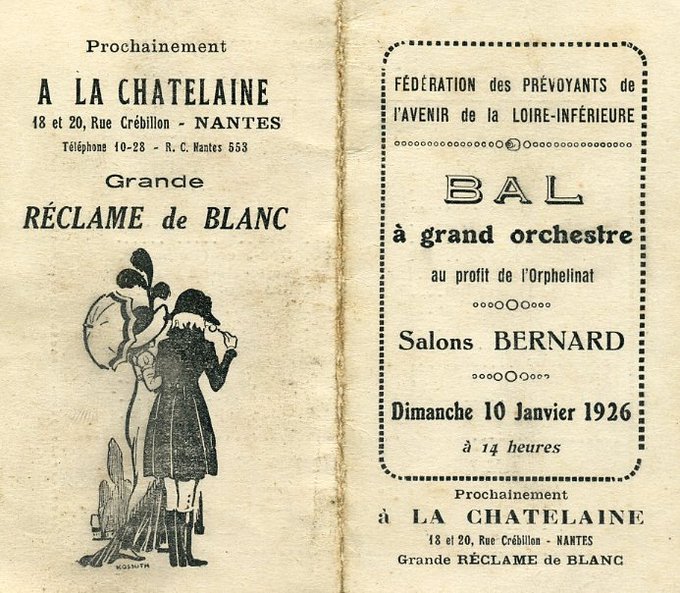 Prochainement
A LA CHATELAINE
18 et 20, Rue Crébillon - NANTES
Téléphone 10-28 - R. C. Nantes 553
Grande
RÉCLAME de BLANC
KOSSUTH
FÉDÉRATION des PRÉVOYANTS de
l'AVENIR de la LOIRE-INFÉRIEURE
BAL
à grand orchestre
au profit de l'Orphelinat
Salons BERNARD
Dimanche 10 Janvier 1926
à 14 heures
Prochainement
à LA CHATELAINE
18 et 20, Rue Crébillon - NANTES
Grande RÉCLAME de BLANC